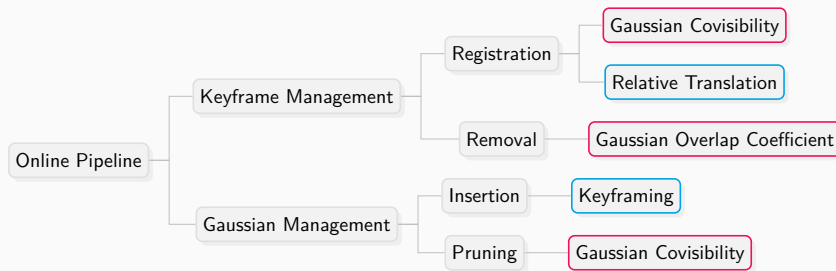 Gaussian Covisibility
Registration
Relative Translation
Keyframe Management
Removal
Gaussian Overlap Coefficient
Online Pipeline
Insertion
Keyframing
Gaussian Management
Pruning
Gaussian Covisibility